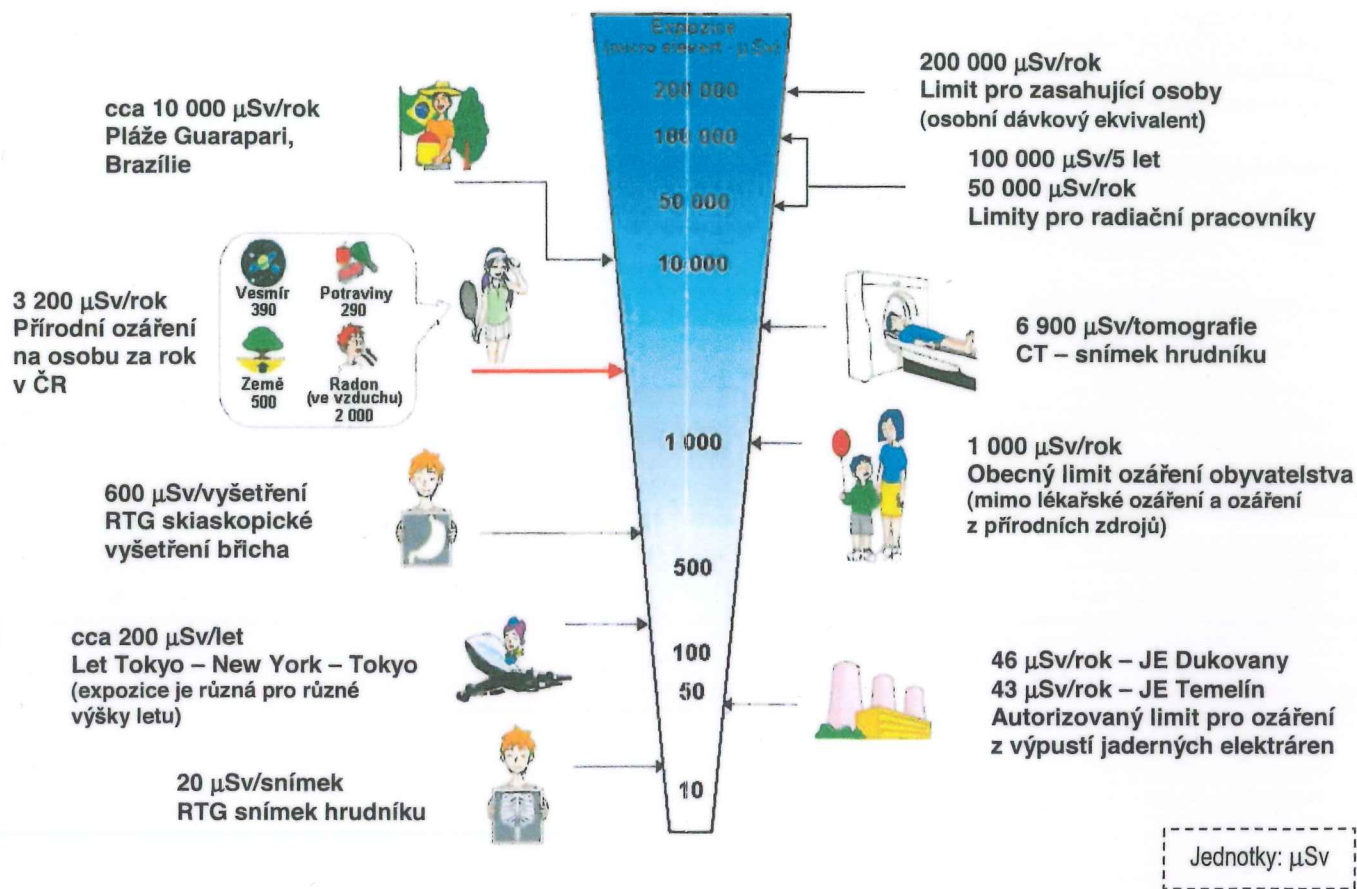 Expozice
(micro sievert - µSv)
200 000
100 000
50 000
10 000
1 000
500
100
50
10
cca 10 000 µSv/rok
Pláže Guarapari,
Brazílie
3 200 µSv/rok
Přírodní ozáření
na osobu za rok
v ČR
Vesmír
390
Potraviny
290
Země
500
Radon
(ve vzduchu)
2 000
600 µSv/vyšetření
RTG skiaskopické
vyšetření břicha
cca 200 µSv/let
Let Tokyo – New York – Tokyo
(expozice je různá pro různé
výšky letu)
20 µSv/snímek
RTG snímek hrudníku
200 000 µSv/rok
Limit pro zasahující osoby
(osobní dávkový ekvivalent)
100 000 µSv/5 let
50 000 µSv/rok
Limity pro radiační pracovníky
6 900 µSv/tomografie
CT – snímek hrudníku
1 000 µSv/rok
Obecný limit ozáření obyvatelstva
(mimo lékařské ozáření a ozáření
z přírodních zdrojů)
46 µSv/rok – JE Dukovany
43 µSv/rok – JE Temelín
Autorizovaný limit pro ozáření
z výpustí jaderných elektráren
Jednotky: µSv